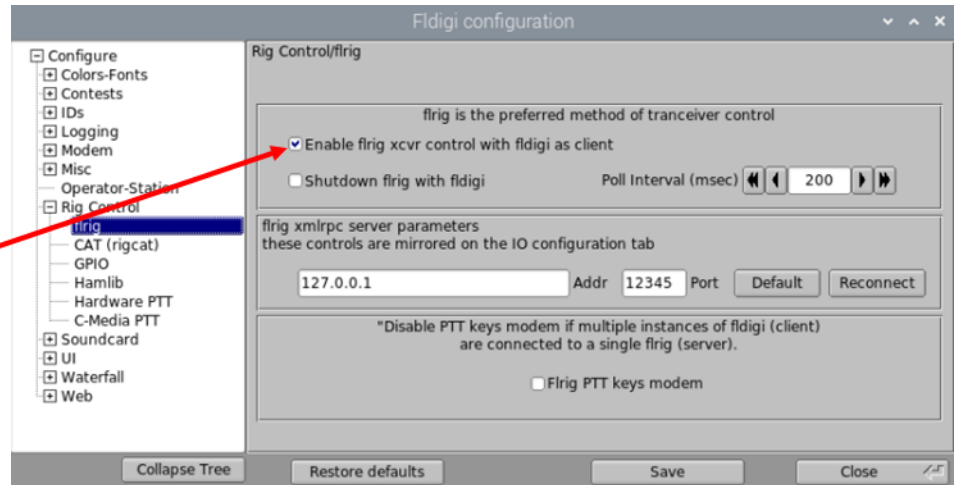 Fldigi configuration
Configure
Colors-Fonts
Contests
IDs
Logging
Modem
Misc
Operator-Station
Rig Control
flrig
CAT (rigcat)
GPIO
Hamlib
Hardware PTT
C-Media PTT
Soundcard
UI
Waterfall
Web
Collapse Tree
Rig Control/flrig
flrig is the preferred method of tranceiver control
Enable flrig xcvr control with fldigi as client
Shutdown flrig with fldigi Poll Interval (msec) 200
flrig xmlrpc server parameters
these controls are mirrored on the IO configuration tab
127.0.0.1 Addr 12345 Port Default Reconnect
"Disable PTT keys modem if multiple instances of fldigi (client)
are connected to a single flrig (server).
Flrig PTT keys modem
Restore defaults Save Close